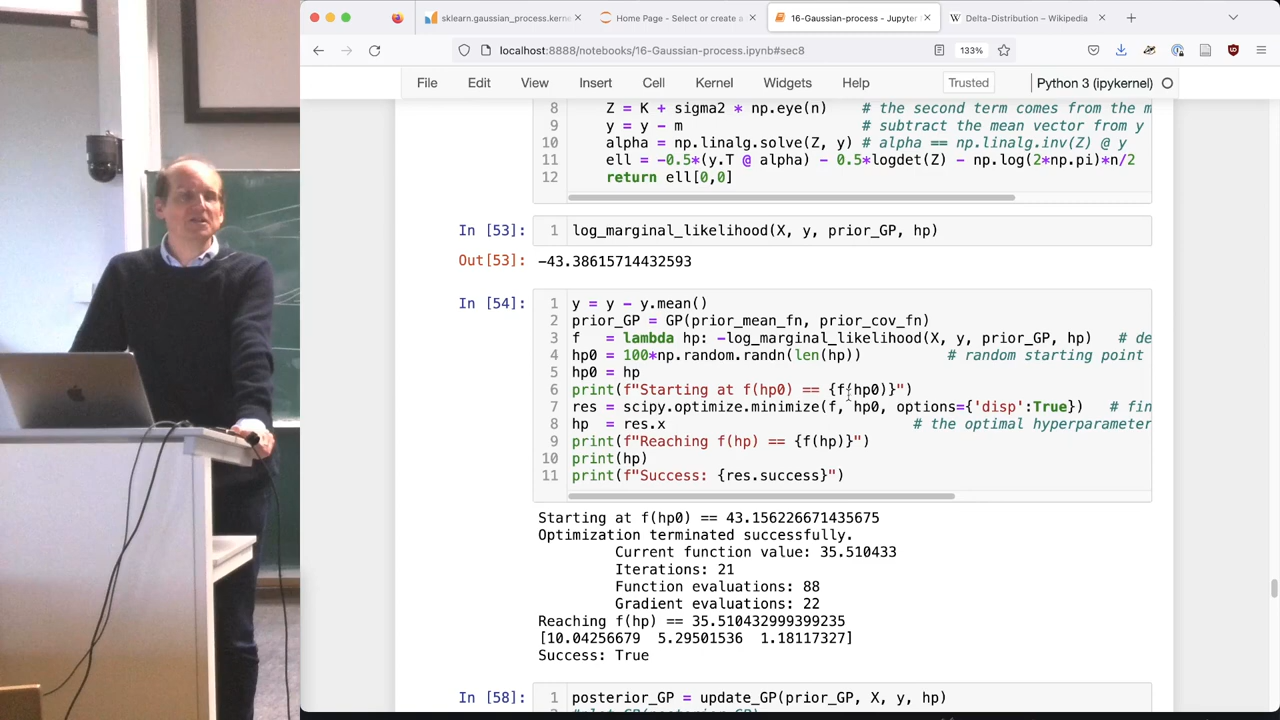 sklearn.gaussian_process.kerne
Home Page - Select or create a
16-Gaussian-process - Jupyter
Delta-Distribution — Wikipedia
localhost:8888/notebooks/16-Gaussian-process.ipynb#sec8
133%
File Edit View Insert Cell Kernel Widgets Help
Trusted
Python 3 (ipykernel)
8 Z = K + sigma2 * np.eye(n) # the second term comes from the m
9 y = y - m # subtract the mean vector from y
10 alpha = np.linalg.solve(Z, y) # alpha == np.linalg.inv(Z) @ y
11 ell = -0.5*(y.T @ alpha) - 0.5*logdet(Z) - np.log(2*np.pi)*n/2
12 return ell[0,0]
In [53]: 1 log_marginal_likelihood(X, y, prior_GP, hp)
Out[53]: -43.38615714432593
In [54]: 1 y = y - y.mean()
2 prior_GP = GP(prior_mean_fn, prior_cov_fn)
3 f = lambda hp: -log_marginal_likelihood(X, y, prior_GP, hp) # de
4 hp0 = 100*np.random.randn(len(hp)) # random starting point
5 hp0 = hp
6 print(f"Starting at f(hp0) == {f(hp0)}")
7 res = scipy.optimize.minimize(f, hp0, options={'disp':True}) # fin
8 hp = res.x # the optimal hyperparameter
9 print(f"Reaching f(hp) == {f(hp)}")
10 print(hp)
11 print(f"Success: {res.success}")
Starting at f(hp0) == 43.156226671435675
Optimization terminated successfully.
Current function value: 35.510433
Iterations: 21
Function evaluations: 88
Gradient evaluations: 22
Reaching f(hp) == 35.510432999399235
[10.04256679 5.29501536 1.18117327]
Success: True
In [58]: 1 posterior_GP = update_GP(prior_GP, X, y, hp)